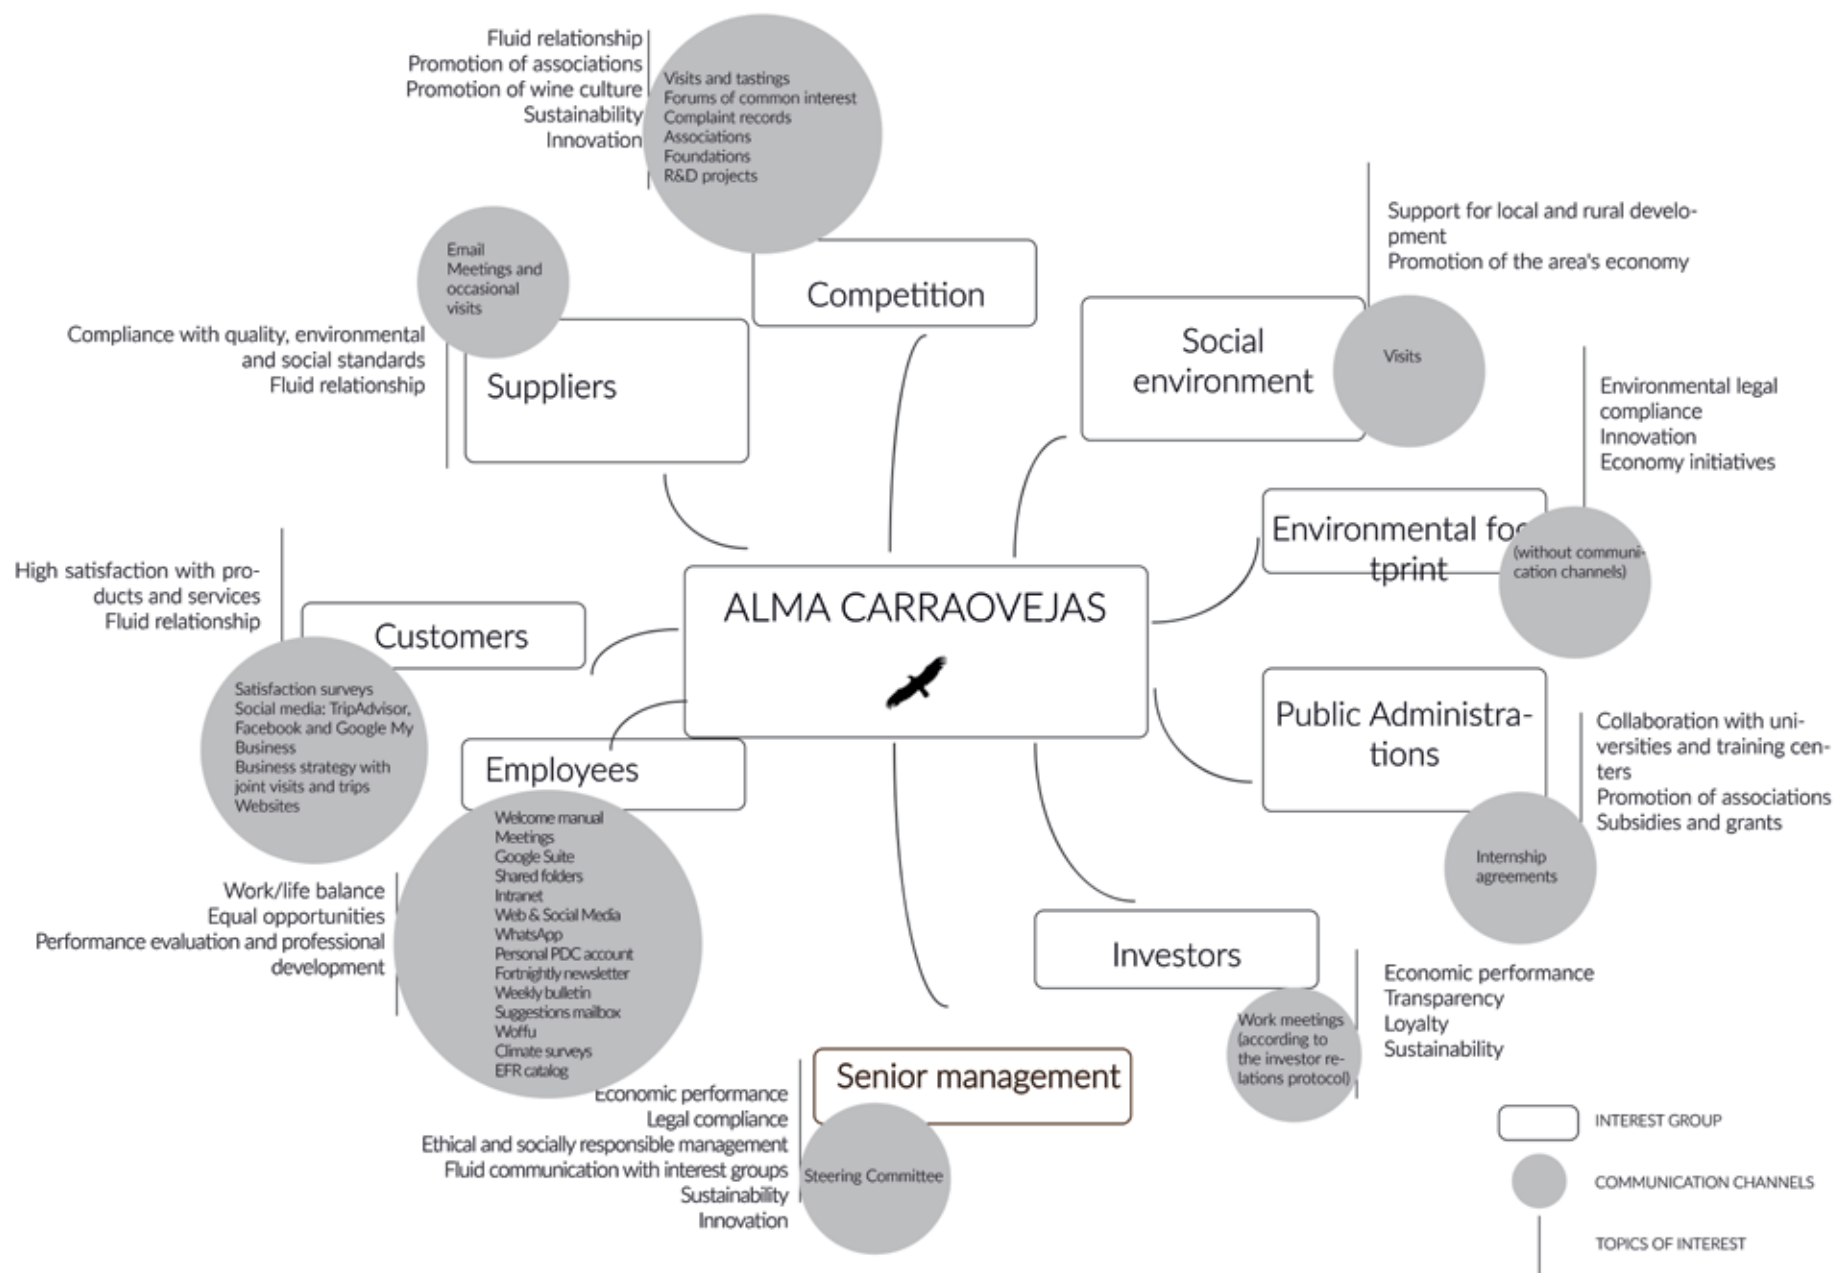 Fluid relationship
Promotion of associations
Promotion of wine culture
Sustainability
Innovation
Visits and tastings
Forums of common interest
Complaint records
Associations
Foundations
R&D projects
Competition
Email
Meetings and
occasional
visits
Compliance with quality, environmental
and social standards
Fluid relationship
Suppliers
Support for local and rural develo-
pment
Promotion of the area's economy
Social
environment
Visits
Environmental legal
compliance
Innovation
Economy initiatives
Environmental foo
tprint
(without communi-
cation channels)
High satisfaction with pro-
ducts and services
Fluid relationship
Customers
Satisfaction surveys
Social media: TripAdvisor,
Facebook and Google My
Business
Business strategy with
joint visits and trips
Websites
ALMA CARRAOVEJAS
Public Administra-
tions
Collaboration with uni-
versities and training cen-
ters
Promotion of associations
Subsidies and grants
Internship
agreements
Employees
Welcome manual
Meetings
Google Suite
Shared folders
Intranet
Web & Social Media
WhatsApp
Personal PDC account
Fortnightly newsletter
Weekly bulletin
Suggestions mailbox
Woffu
Climate surveys
EFR catalog
Work/life balance
Equal opportunities
Performance evaluation and professional
development
Investors
Work meetings
(according to
the investor re-
lations protocol)
Economic performance
Transparency
Loyalty
Sustainability
Senior management
Economic performance
Legal compliance
Ethical and socially responsible management
Fluid communication with interest groups
Sustainability
Innovation
Steering Committee
INTEREST GROUP
COMMUNICATION CHANNELS
TOPICS OF INTEREST